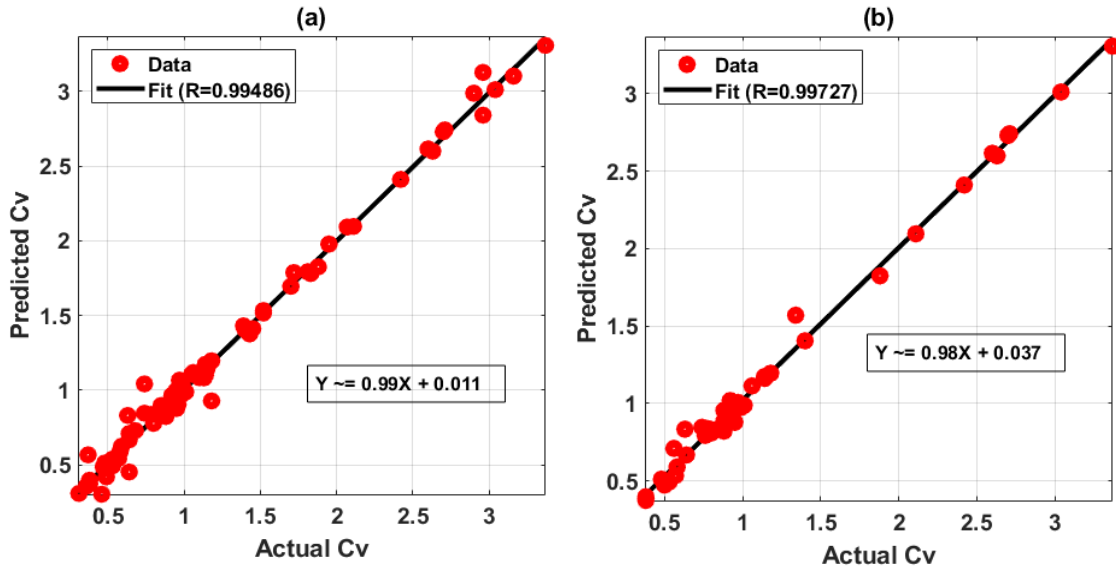 (a)
Data
Fit (R=0.99486)
3
2.5
2
1.5
1
0.5
Predicted Cv
Y ~= 0.99X + 0.011
0.5 1 1.5 2 2.5 3
Actual Cv
(b)
Data
Fit (R=0.99727)
3
2.5
2
1.5
1
0.5
Predicted Cv
Y ~= 0.98X + 0.037
0.5 1 1.5 2 2.5 3
Actual Cv